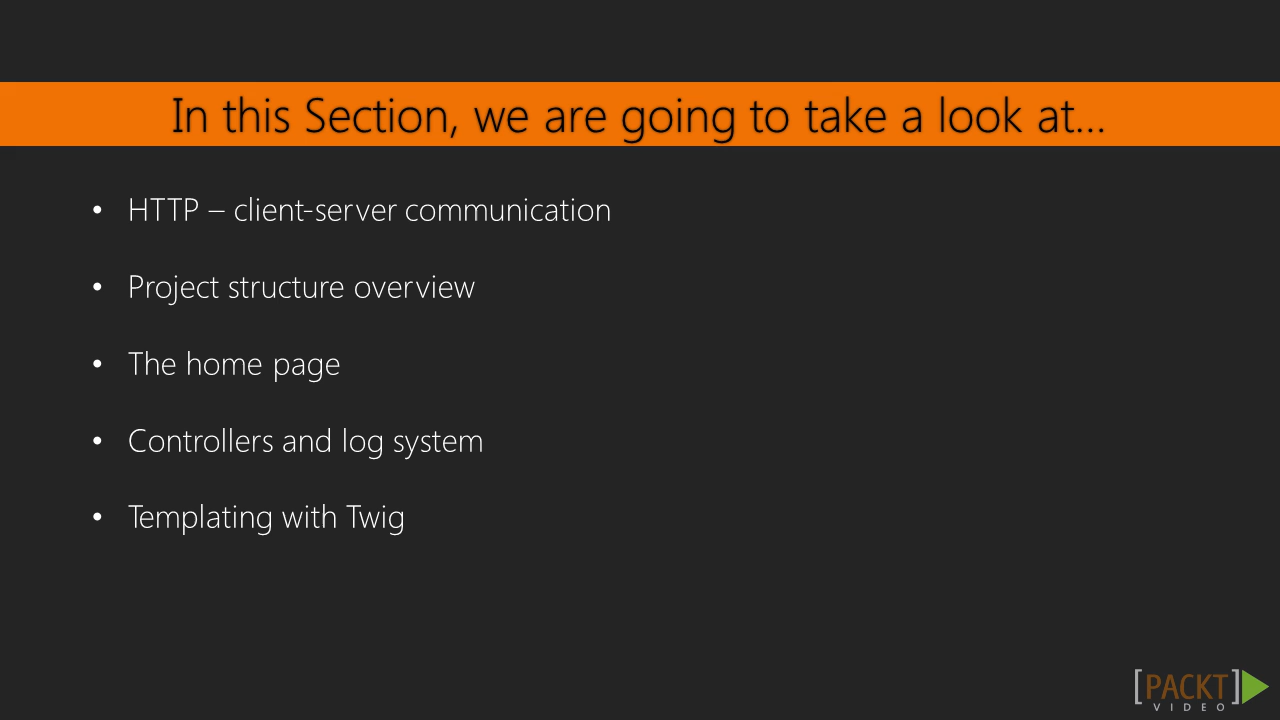 In this Section, we are going to take a look at...
• HTTP – client-server communication
• Project structure overview
• The home page
• Controllers and log system
• Templating with Twig
[PACKT]
VIDEO